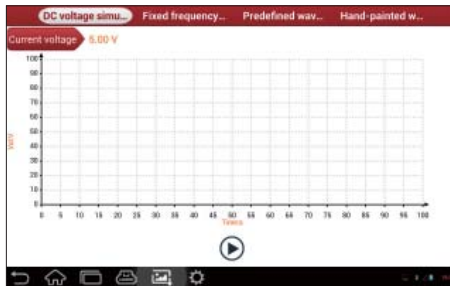 DC voltage simu... Fixed frequency... Predefined wav... Hand-painted w...
Current voltage 5.00 V
100
90
80
70
60
50
40
30
20
10
0
Vol:V
0 5 10 15 20 25 30 35 40 45 50 55 60 65 70 75 80 85 90 95 100
Time:s